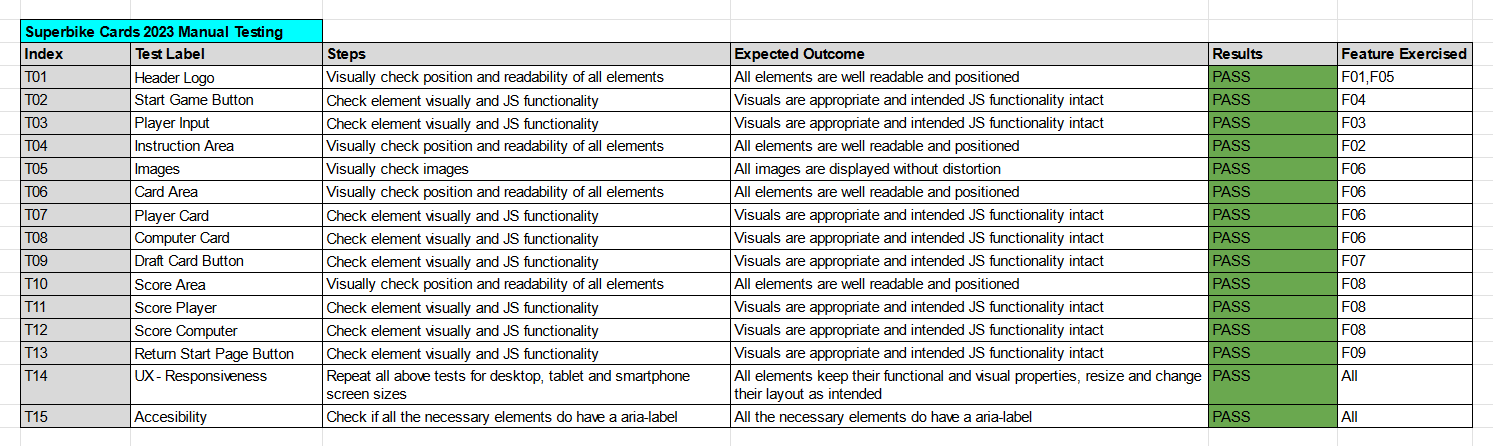 Superbike Cards 2023 Manual Testing
Index Test Label Steps Expected Outcome Results Feature Exercised
T01 Header Logo Visually check position and readability of all elements All elements are well readable and positioned PASS F01,F05
T02 Start Game Button Check element visually and JS functionality Visuals are appropriate and intended JS functionality intact PASS F04
T03 Player Input Check element visually and JS functionality Visuals are appropriate and intended JS functionality intact PASS F03
T04 Instruction Area Visually check position and readability of all elements All elements are well readable and positioned PASS F02
T05 Images Visually check images All images are displayed without distortion PASS F06
T06 Card Area Visually check position and readability of all elements All elements are well readable and positioned PASS F06
T07 Player Card Check element visually and JS functionality Visuals are appropriate and intended JS functionality intact PASS F06
T08 Computer Card Check element visually and JS functionality Visuals are appropriate and intended JS functionality intact PASS F06
T09 Draft Card Button Check element visually and JS functionality Visuals are appropriate and intended JS functionality intact PASS F07
T10 Score Area Visually check position and readability of all elements All elements are well readable and positioned PASS F08
T11 Score Player Check element visually and JS functionality Visuals are appropriate and intended JS functionality intact PASS F08
T12 Score Computer Check element visually and JS functionality Visuals are appropriate and intended JS functionality intact PASS F08
T13 Return Start Page Button Check element visually and JS functionality Visuals are appropriate and intended JS functionality intact PASS F09
T14 UX - Responsiveness Repeat all above tests for desktop, tablet and smartphone All elements keep their functional and visual properties, resize and change PASS All
screen sizes their layout as intended
T15 Accesibility Check if all the necessary elements do have a aria-label All the necessary elements do have a aria-label PASS All